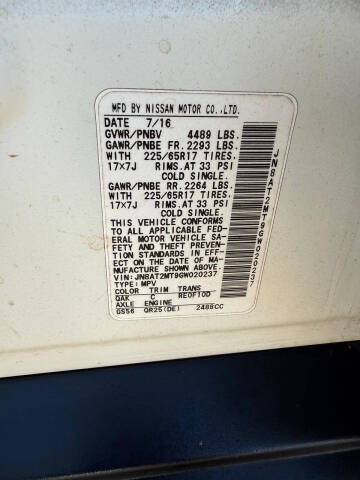 MFD BY NISSAN MOTOR CO.,LTD.
DATE 7/16
GVWR/PNBV 4489 LBS.
GAWR/PNBE FR. 2293 LBS.
WITH 225/65R17 TIRES,
17×7J RIMS.AT 33 PSI
COLD SINGLE.
GAWR/PNBE RR. 2264 LBS.
WITH 225/65R17 TIRES,
17×7J RIMS.AT 33 PSI
COLD SINGLE.
THIS VEHICLE CONFORMS
TO ALL APPLICABLE FED-
ERAL MOTOR VEHICLE SA-
FETY AND THEFT PREVEN-
TION STANDARDS IN EFF-
ECT ON THE DATE OF MA-
NUFACTURE SHOWN ABOVE.
VIN: JN8AT2MT9GW020237
TYPE: MPV
COLOR TRIM TRANS
QAK C RE0F10D
AXLE ENGINE
GS56 QR25(DE) 2488CC
JN8AT2MT9GW020237